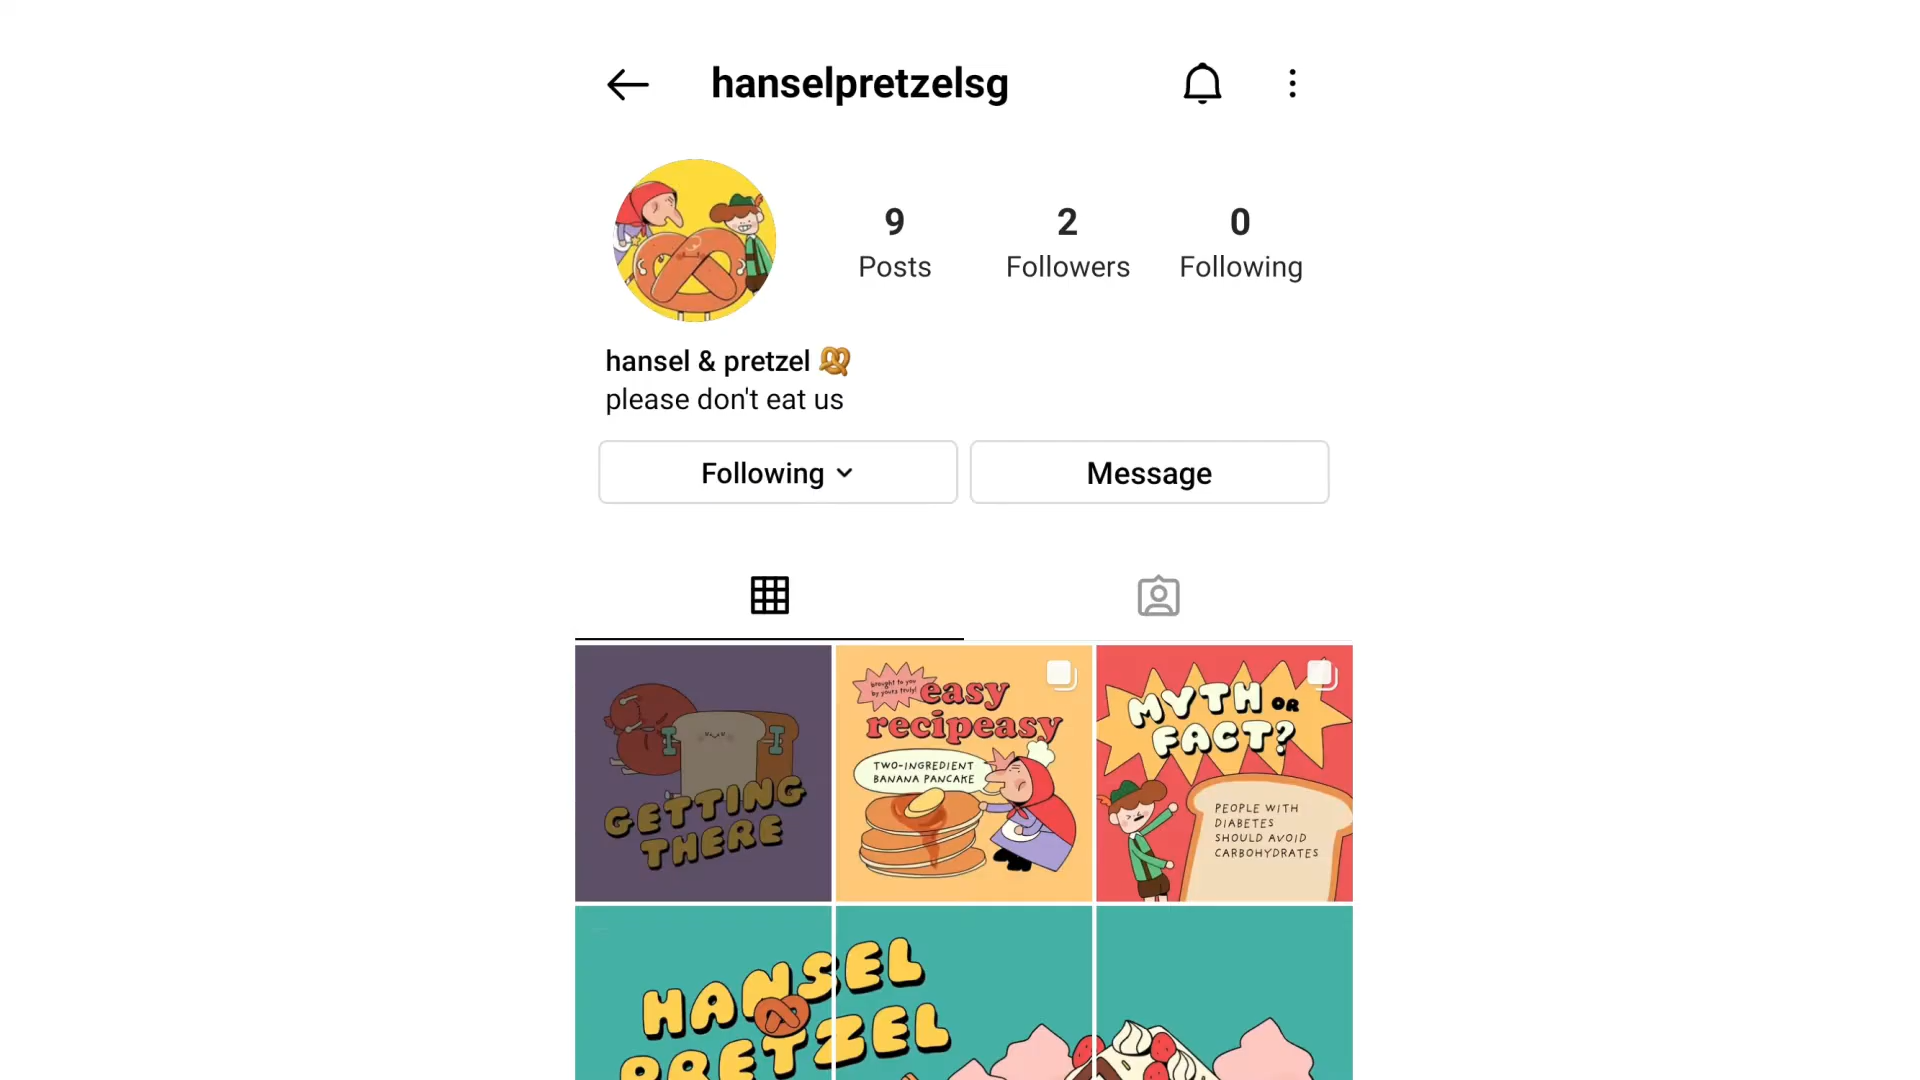 hanselpretzelsg
9 2 0
Posts Followers Following
hansel & pretzel
please don't eat us
Following Message
GETTING
THERE
brought to you
by yours truly!
easy
recipeasy
TWO-INGREDIENT
BANANA PANCAKE
MYTH OR
FACT?
PEOPLE WITH
DIABETES
SHOULD AVOID
CARBOHYDRATES
HANSEL
PRETZEL